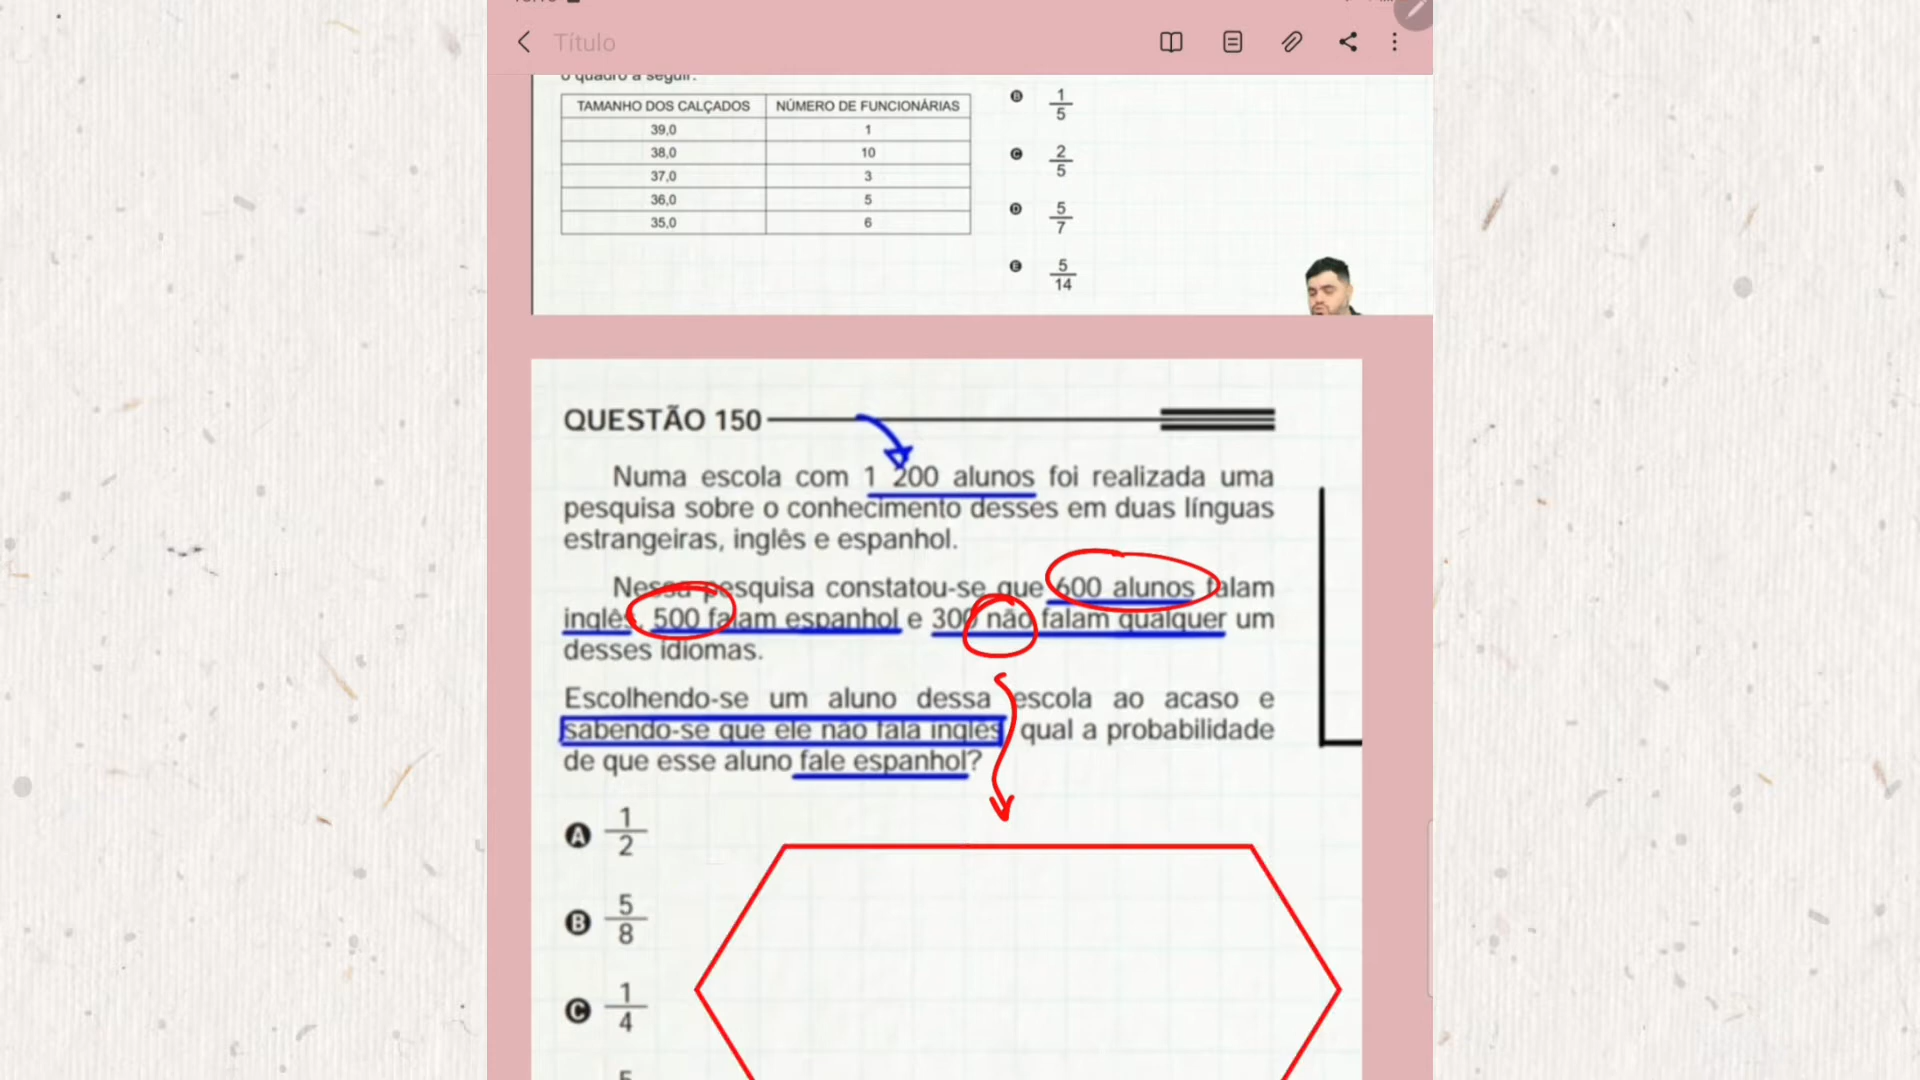 Título
o quadro a seguir.
TAMANHO DOS CALÇADOS NÚMERO DE FUNCIONÁRIAS
39,0 1
38,0 10
37,0 3
36,0 5
35,0 6
B 1/5
C 2/5
D 5/7
E 5/14
QUESTÃO 150
Numa escola com 1 200 alunos foi realizada uma
pesquisa sobre o conhecimento desses em duas línguas
estrangeiras, inglês e espanhol.
Nessa pesquisa constatou-se que 600 alunos falam
inglês, 500 falam espanhol e 300 não falam qualquer um
desses idiomas.
Escolhendo-se um aluno dessa escola ao acaso e
sabendo-se que ele não fala inglês, qual a probabilidade
de que esse aluno fale espanhol?
A 1/2
B 5/8
C 1/4
5